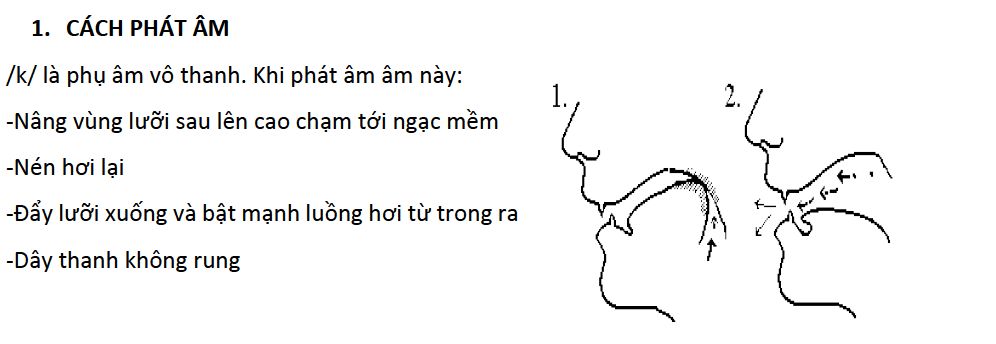 1. CÁCH PHÁT ÂM
/k/ là phụ âm vô thanh. Khi phát âm âm này:
-Nâng vùng lưỡi sau lên cao chạm tới ngạc mềm
-Nén hơi lại
-Đẩy lưỡi xuống và bật mạnh luồng hơi từ trong ra
-Dây thanh không rung
1.
2.